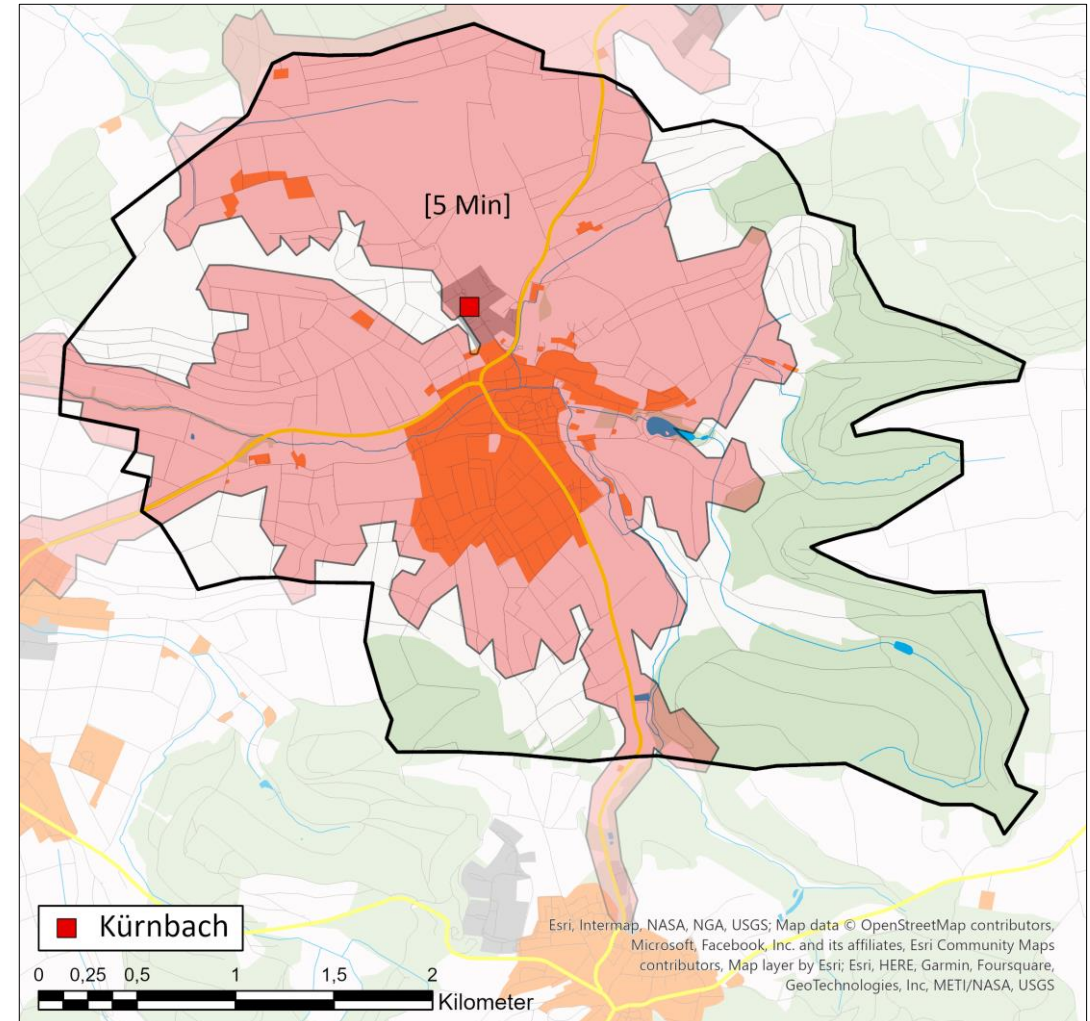 [5 Min]
Kürnbach
0 0,25 0,5 1 1,5 2
Kilometer
Esri, Intermap, NASA, NGA, USGS; Map data © OpenStreetMap contributors,
Microsoft, Facebook, Inc. and its affiliates, Esri Community Maps
contributors, Map layer by Esri; Esri, HERE, Garmin, Foursquare,
GeoTechnologies, Inc, METI/NASA, USGS